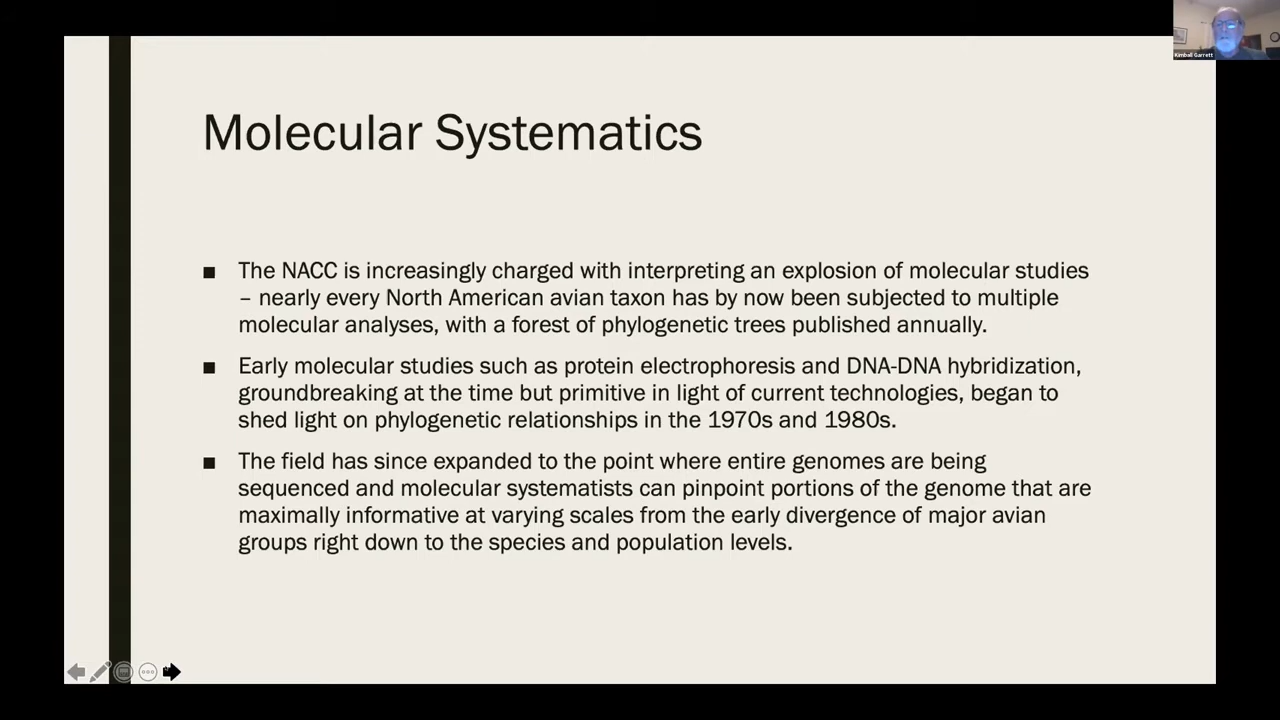 Kimball Garrett
Molecular Systematics
■ The NACC is increasingly charged with interpreting an explosion of molecular studies
– nearly every North American avian taxon has by now been subjected to multiple
molecular analyses, with a forest of phylogenetic trees published annually.
■ Early molecular studies such as protein electrophoresis and DNA-DNA hybridization,
groundbreaking at the time but primitive in light of current technologies, began to
shed light on phylogenetic relationships in the 1970s and 1980s.
■ The field has since expanded to the point where entire genomes are being
sequenced and molecular systematists can pinpoint portions of the genome that are
maximally informative at varying scales from the early divergence of major avian
groups right down to the species and population levels.